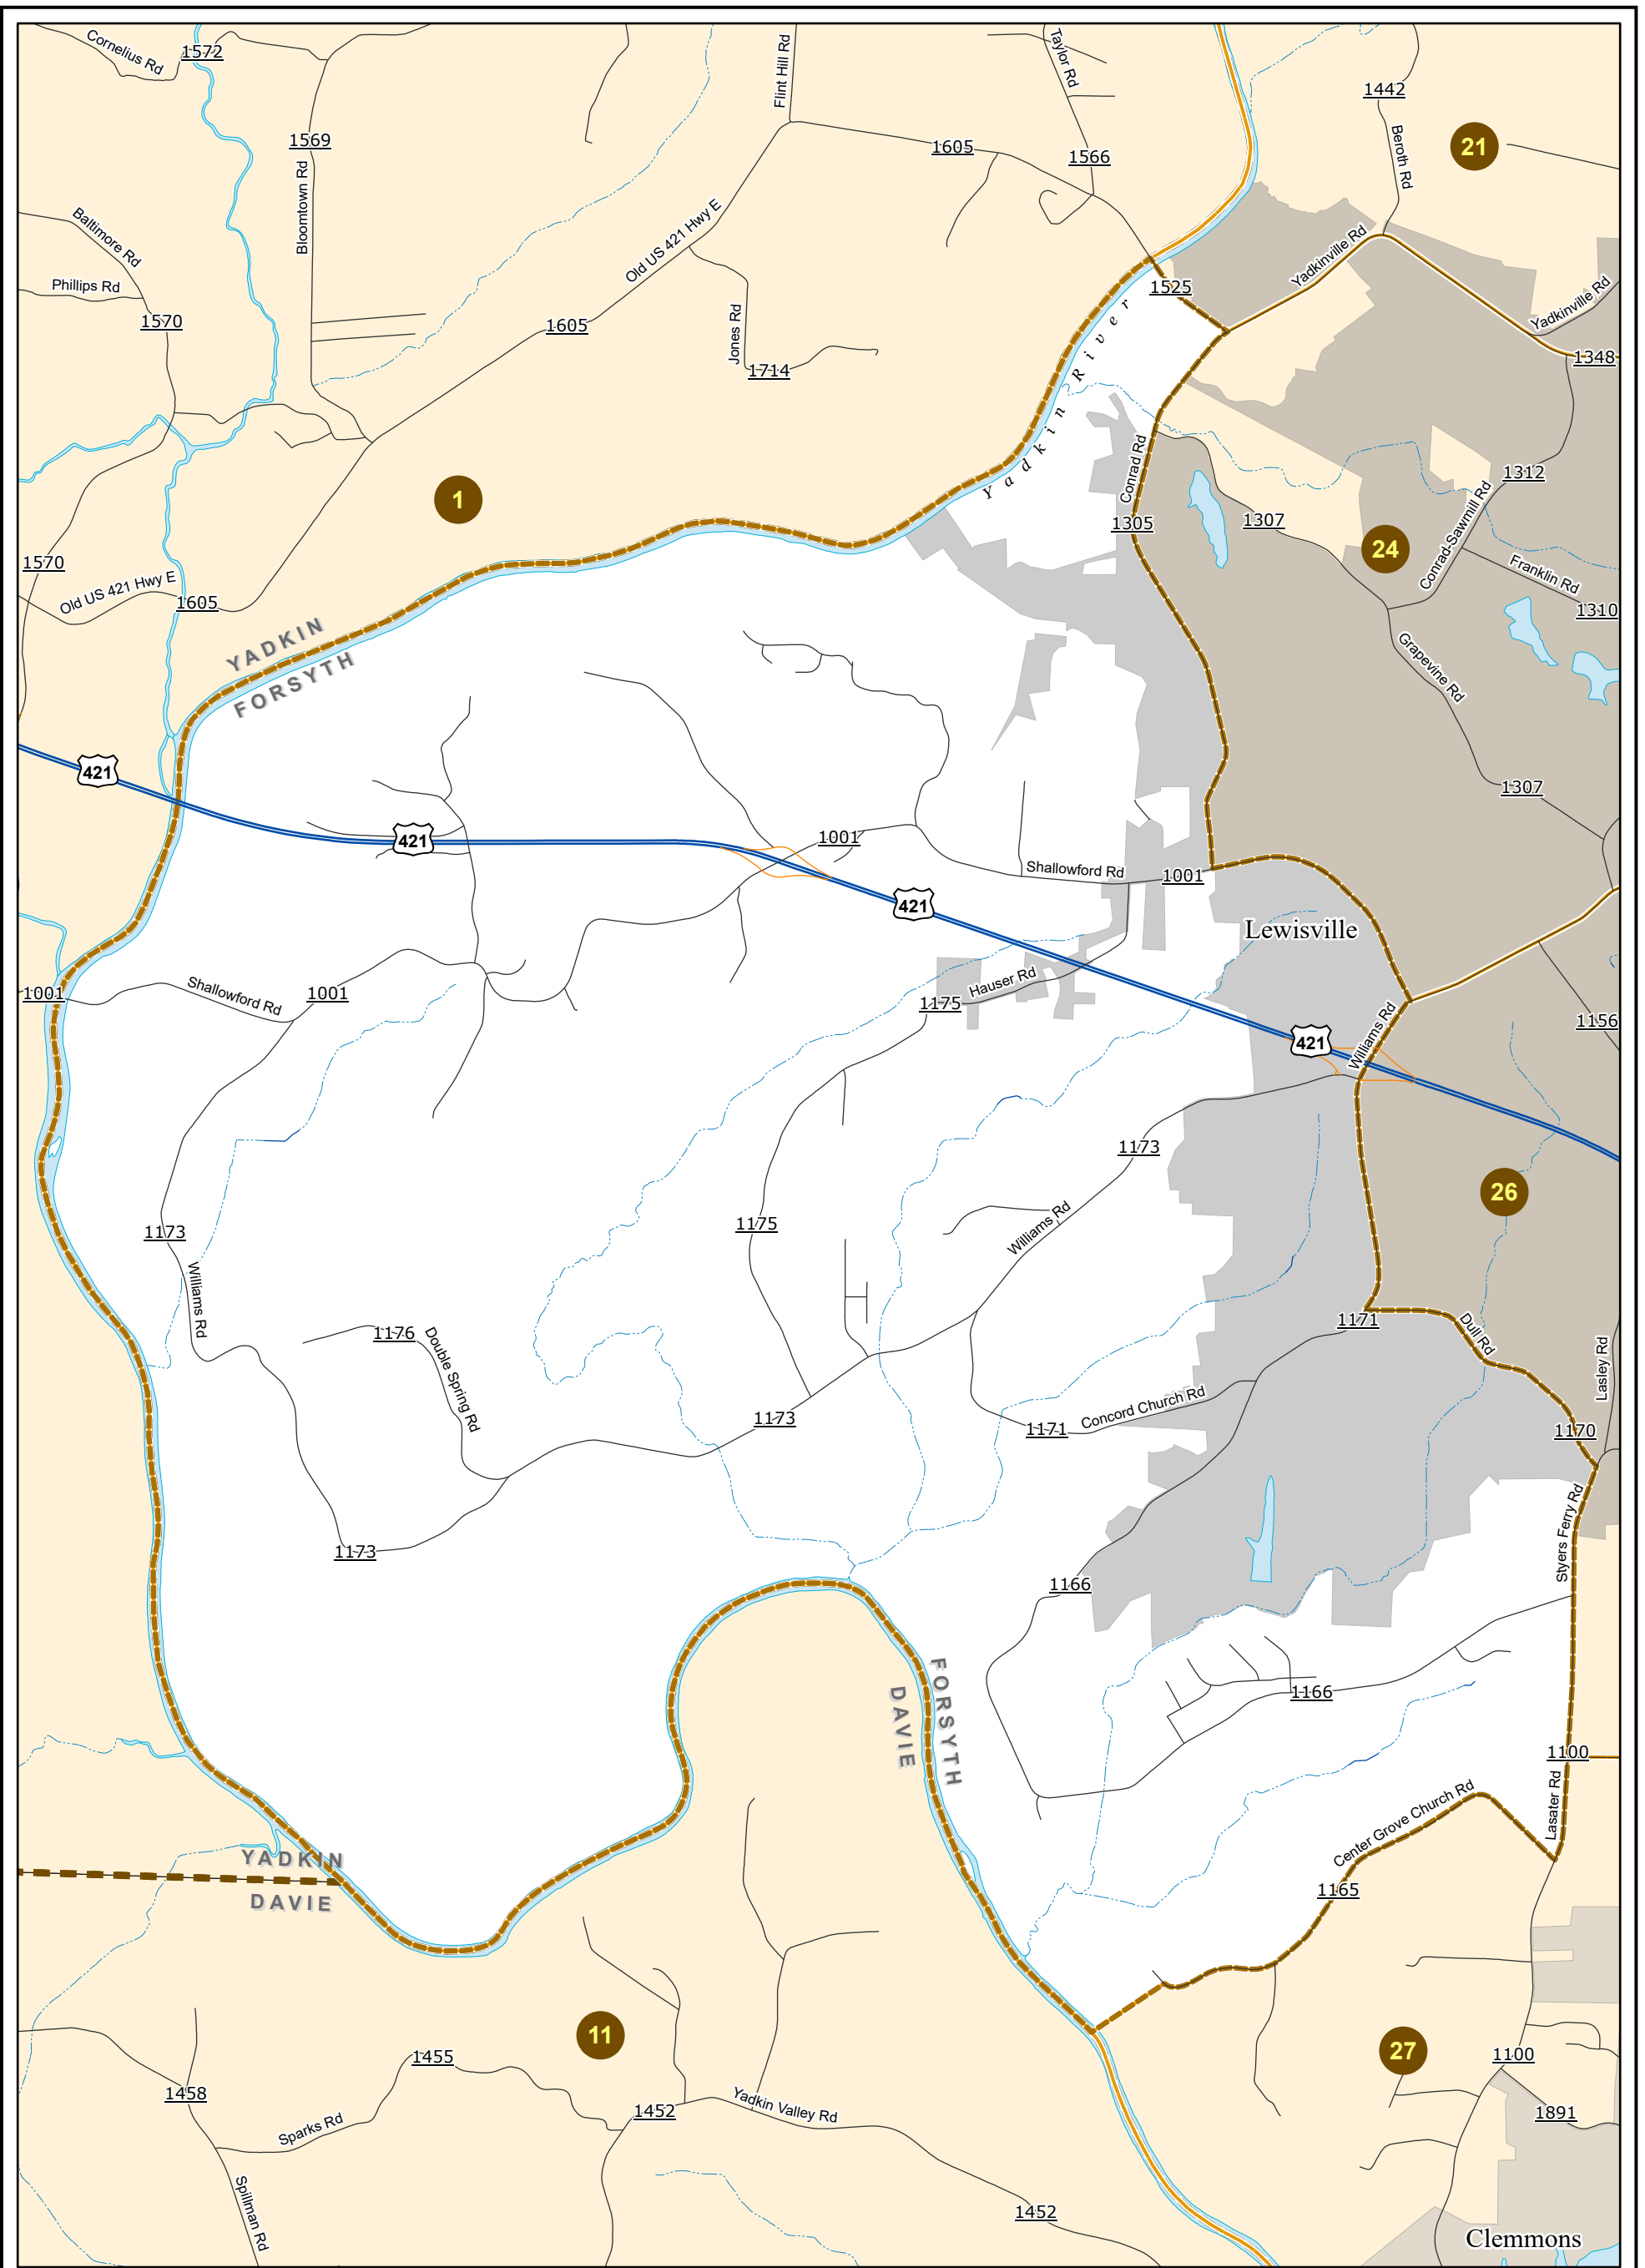 Cornelius Rd
1572
Flint Hill Rd
Taylor Rd
1442
Beroth Rd
21
1569
Bloomtown Rd
1605
1566
Baltimore Rd
Phillips Rd
1570
Old US 421 Hwy E
1605
Jones Rd
1714
1525
Yadkinville Rd
Yadkinville Rd
1348
Yadkin River
Conrad Rd
1305
1307
1312
Conrad-Sawmill Rd
24
Franklin Rd
1310
1
1570
Old US 421 Hwy E
1605
YADKIN
FORSYTH
Grapevine Rd
1307
421
421
1001
421
Shallowford Rd
1001
Lewisville
1001
Shallowford Rd
1001
Hauser Rd
1175
421
Williams Rd
1156
1173
26
1173
Williams Rd
1175
Williams Rd
1176
Double Spring Rd
1171
Dull Rd
Lasley Rd
1173
1171
Concord Church Rd
1170
1173
Styers Ferry Rd
1166
FORSYTH
DAVIE
1166
1100
Lasater Rd
Center Grove Church Rd
1165
YADKIN
DAVIE
11
27
1455
1458
Sparks Rd
1452
Yadkin Valley Rd
1100
1891
Spillman Rd
1452
Clemmons